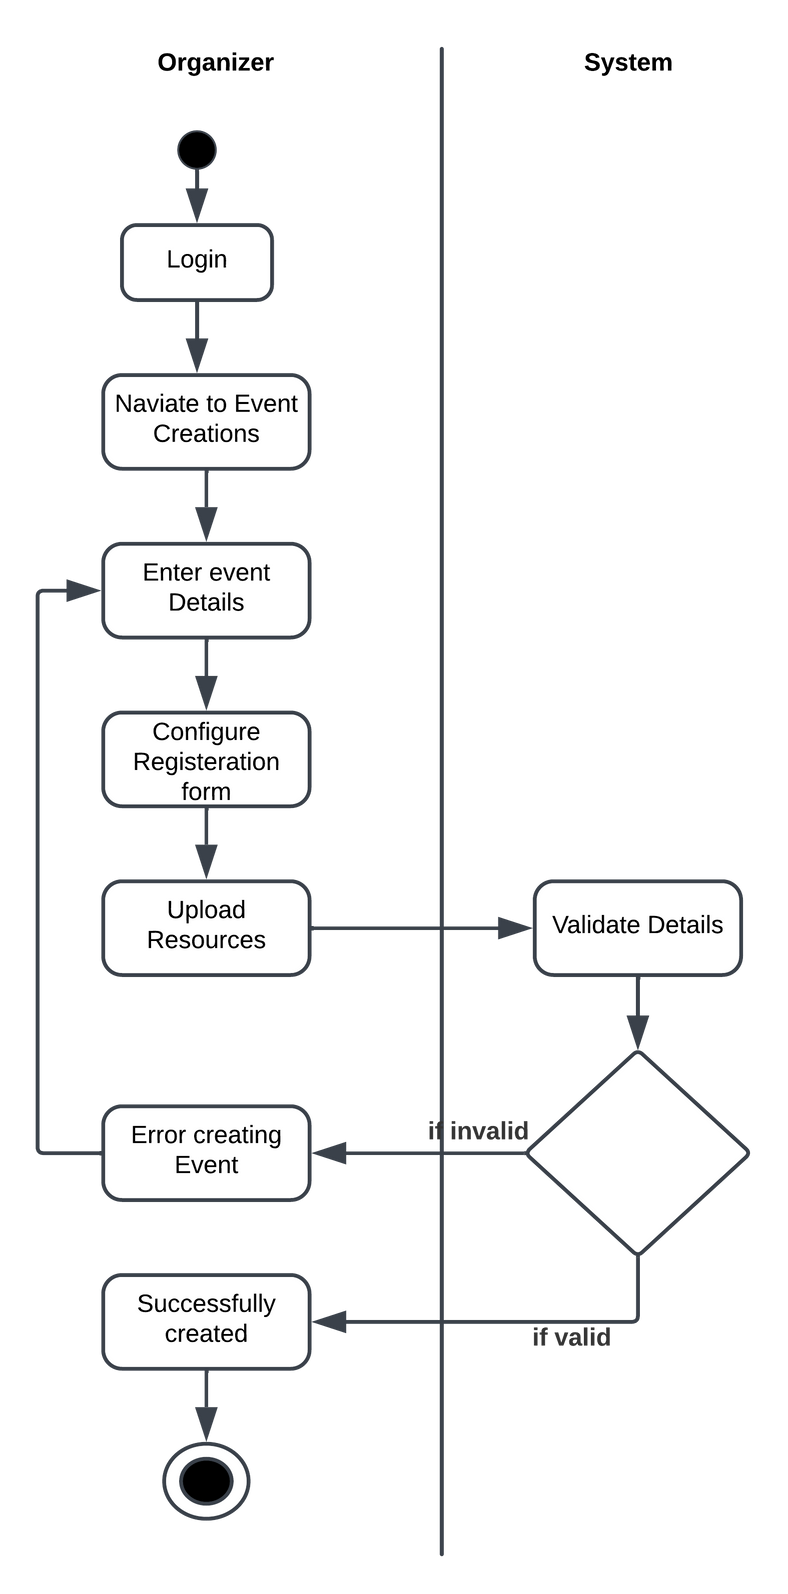 Organizer
System
Login
Naviate to Event
Creations
Enter event
Details
Configure
Registeration
form
Upload
Resources
Validate Details
if invalid
Error creating
Event
Successfully
created
if valid